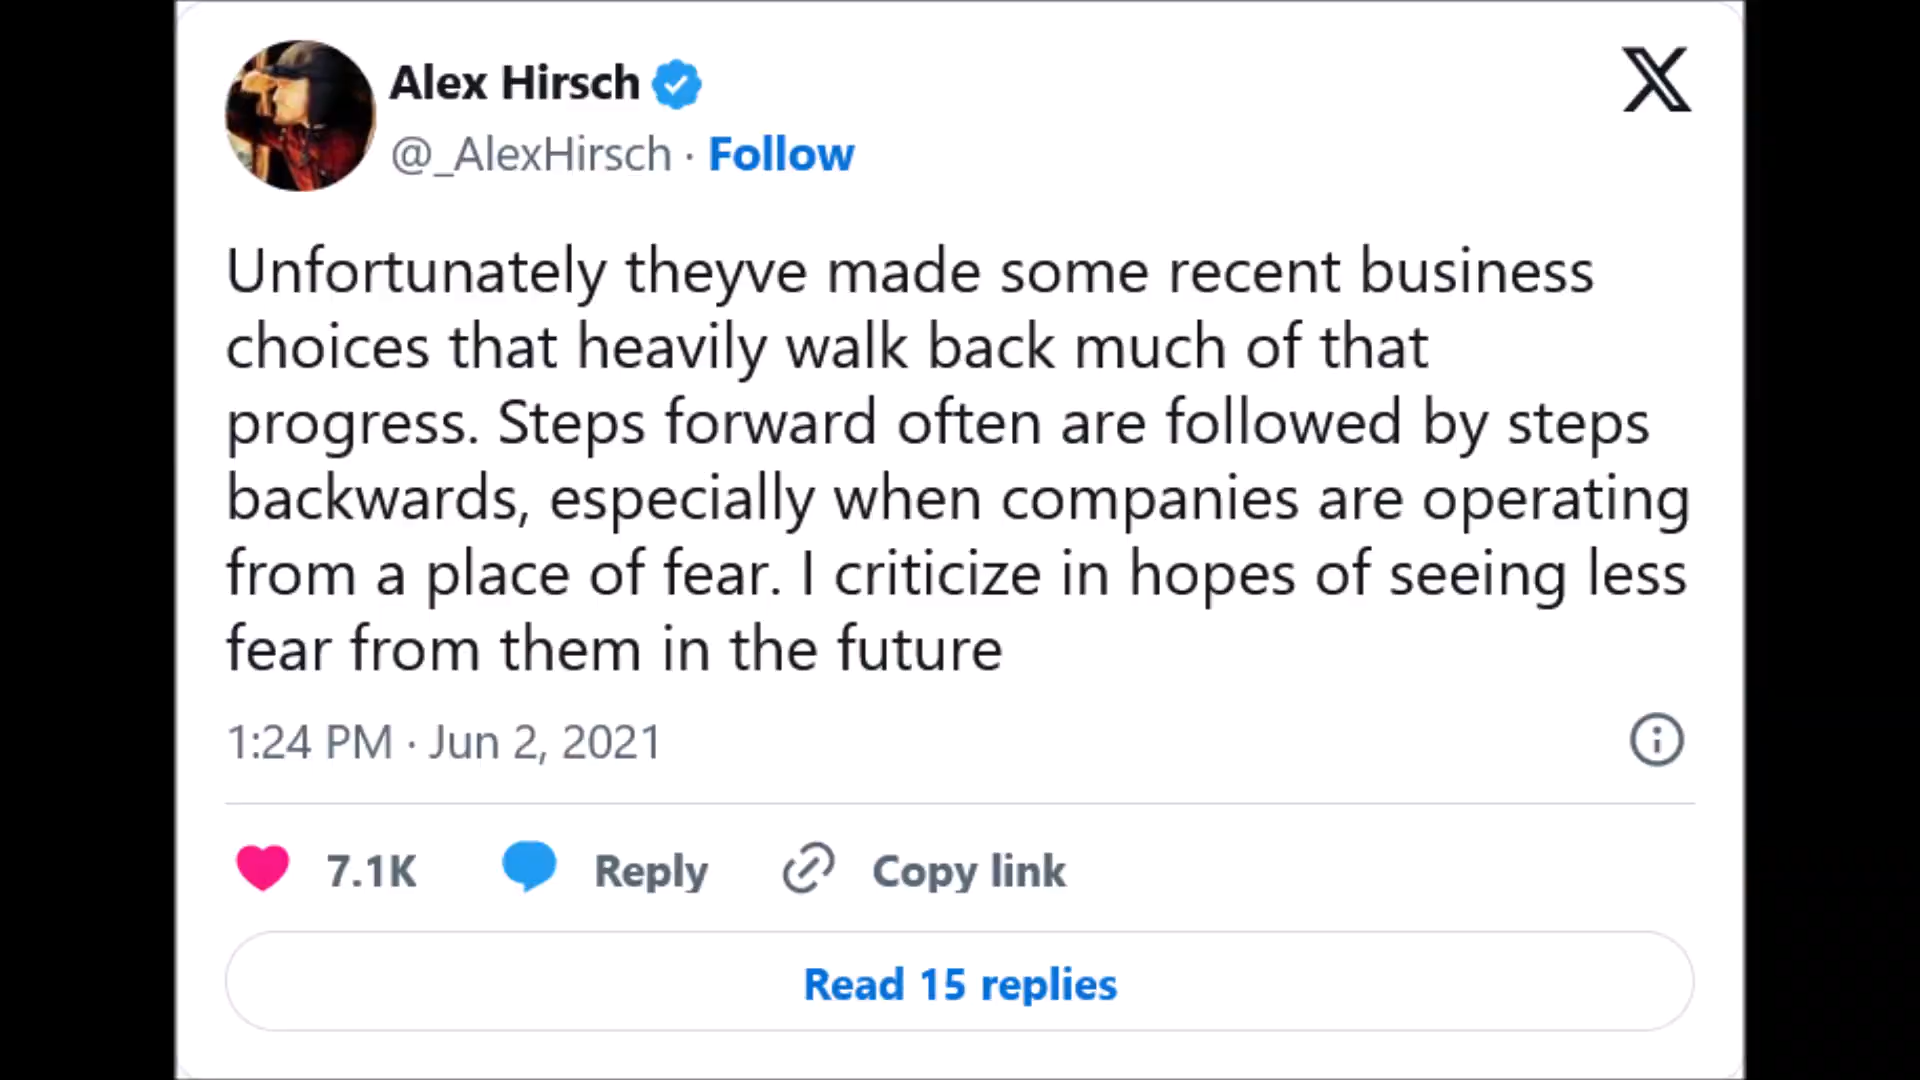 Alex Hirsch
@_AlexHirsch · Follow
Unfortunately theyve made some recent business
choices that heavily walk back much of that
progress. Steps forward often are followed by steps
backwards, especially when companies are operating
from a place of fear. I criticize in hopes of seeing less
fear from them in the future
1:24 PM · Jun 2, 2021
7.1K Reply Copy link
Read 15 replies